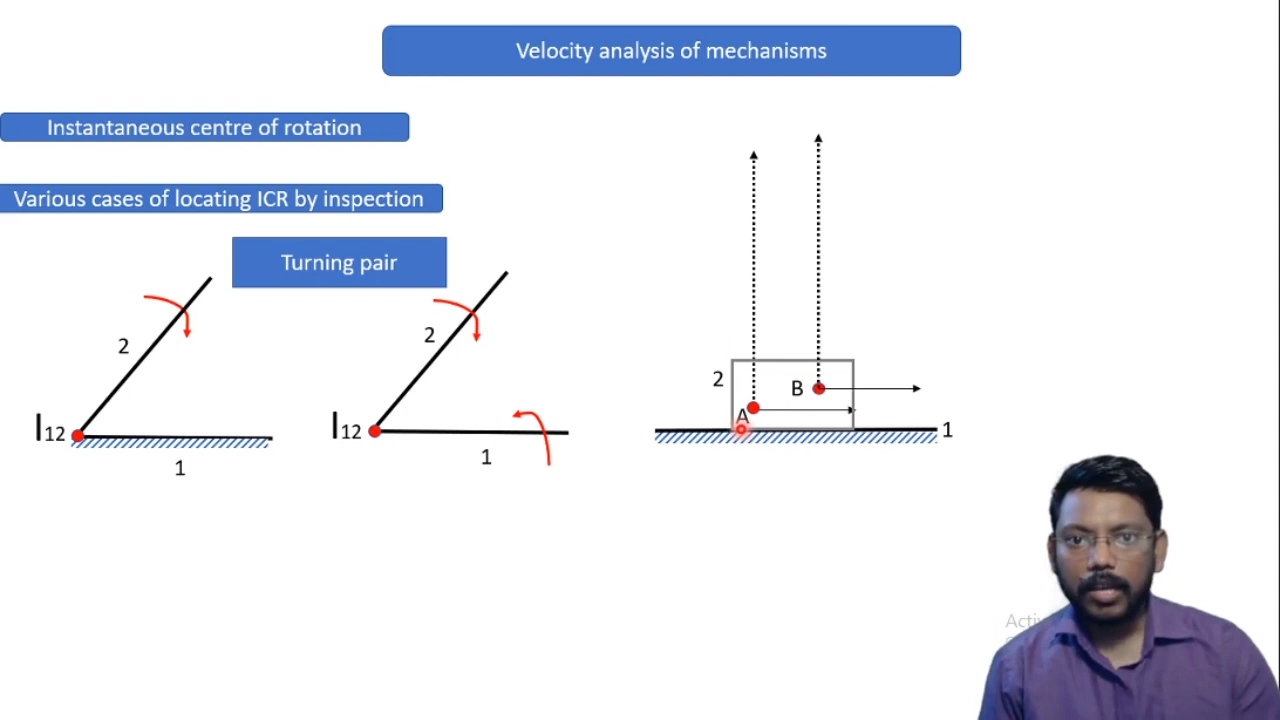 Velocity analysis of mechanisms
Instantaneous centre of rotation
Various cases of locating ICR by inspection
Turning pair
2
I12
1
2
I12
1
2
B
A
1